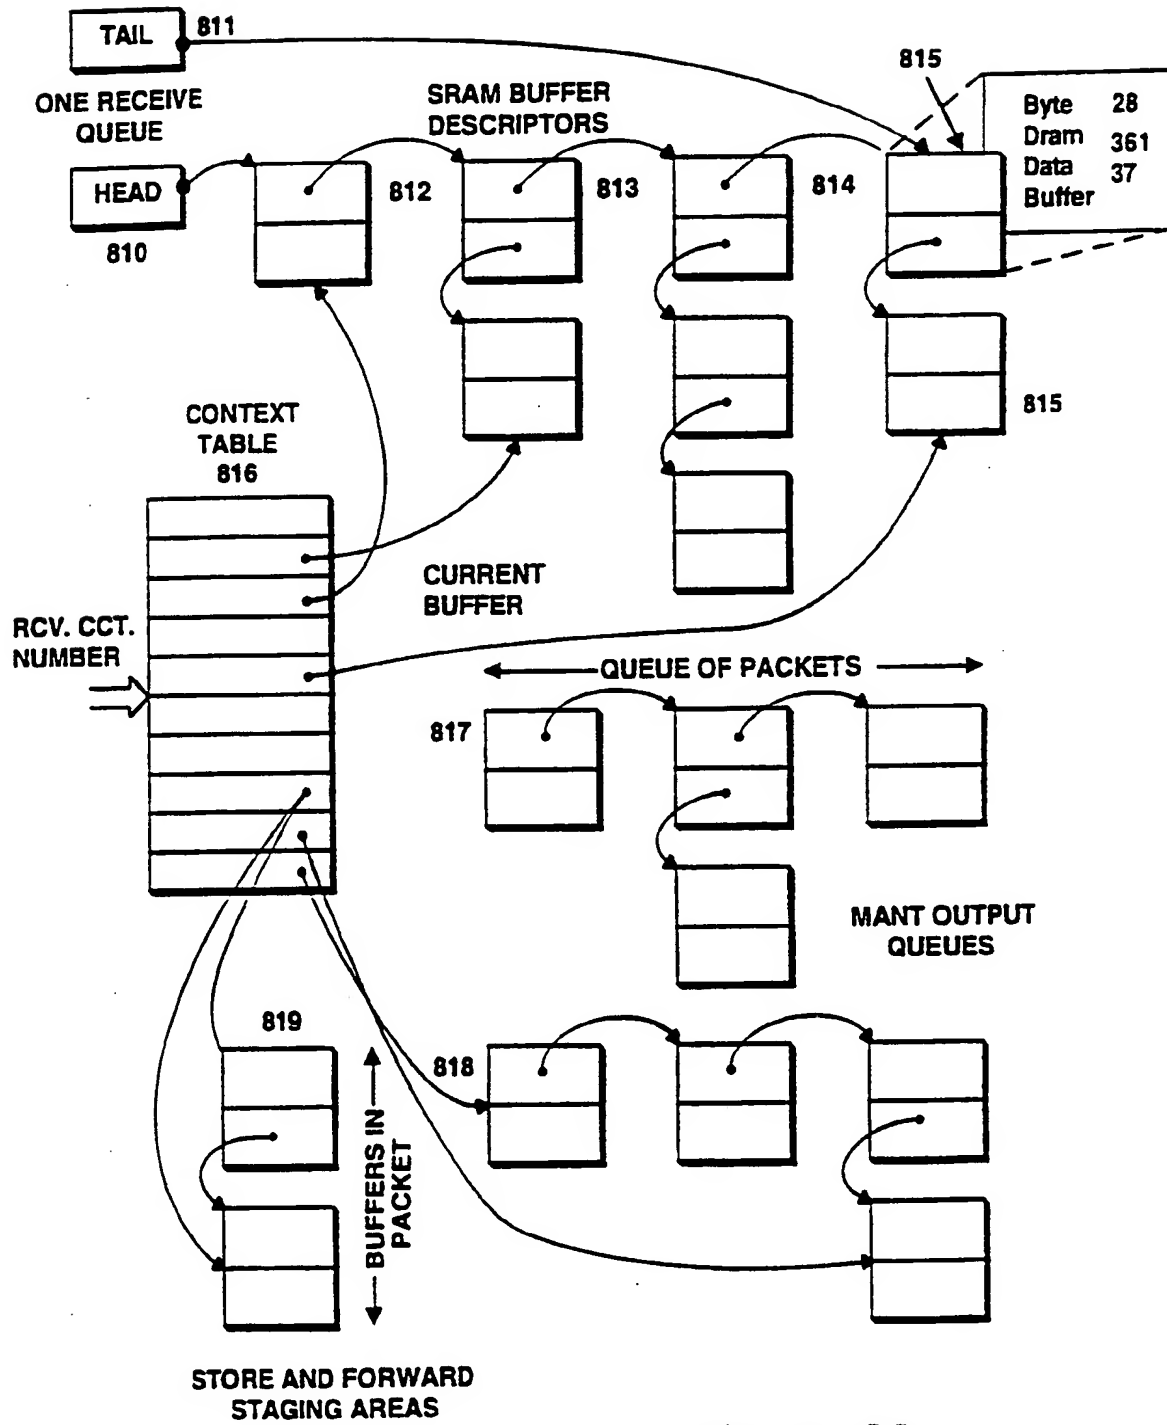 TAIL
811
ONE RECEIVE
QUEUE
HEAD
810
SRAM BUFFER
DESCRIPTORS
812
813
814
815
Byte 28
Dram 361
Data 37
Buffer
815
CONTEXT
TABLE
816
CURRENT
BUFFER
RCV. CCT.
NUMBER
QUEUE OF PACKETS
817
MANT OUTPUT
QUEUES
819
818
BUFFERS IN
PACKET
STORE AND FORWARD
STAGING AREAS